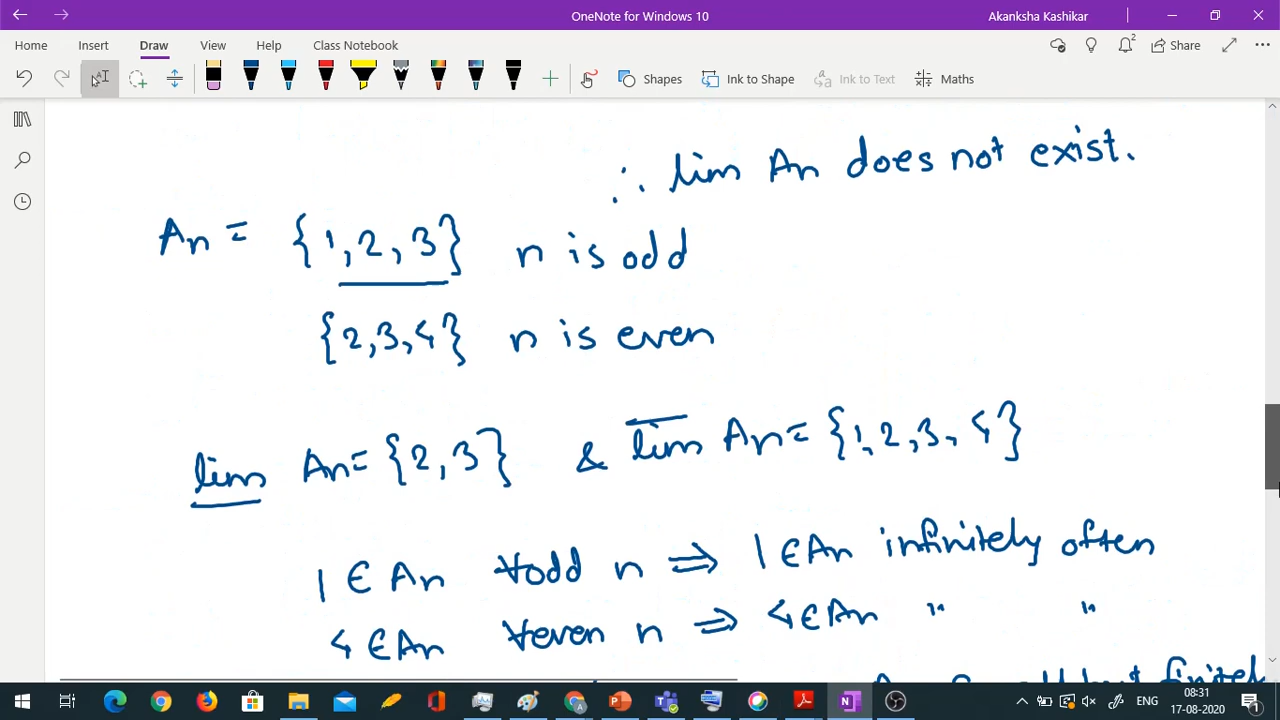 OneNote for Windows 10
Akanksha Kashikar
Home Insert Draw View Help Class Notebook
Share
Shapes Ink to Shape Ink to Text Maths
∴ lim An does not exist.
An = {1, 2, 3} n is odd
{2,3,4} n is even
lim An = {2, 3} & lim An = {1, 2, 3, 4}
1 ∈ An ∀odd n ⇒ 1 ∈ An infinitely often
4 ∈ An ∀even n ⇒ 4 ∈ An " "
finitely
ENG
08:31
17-08-2020